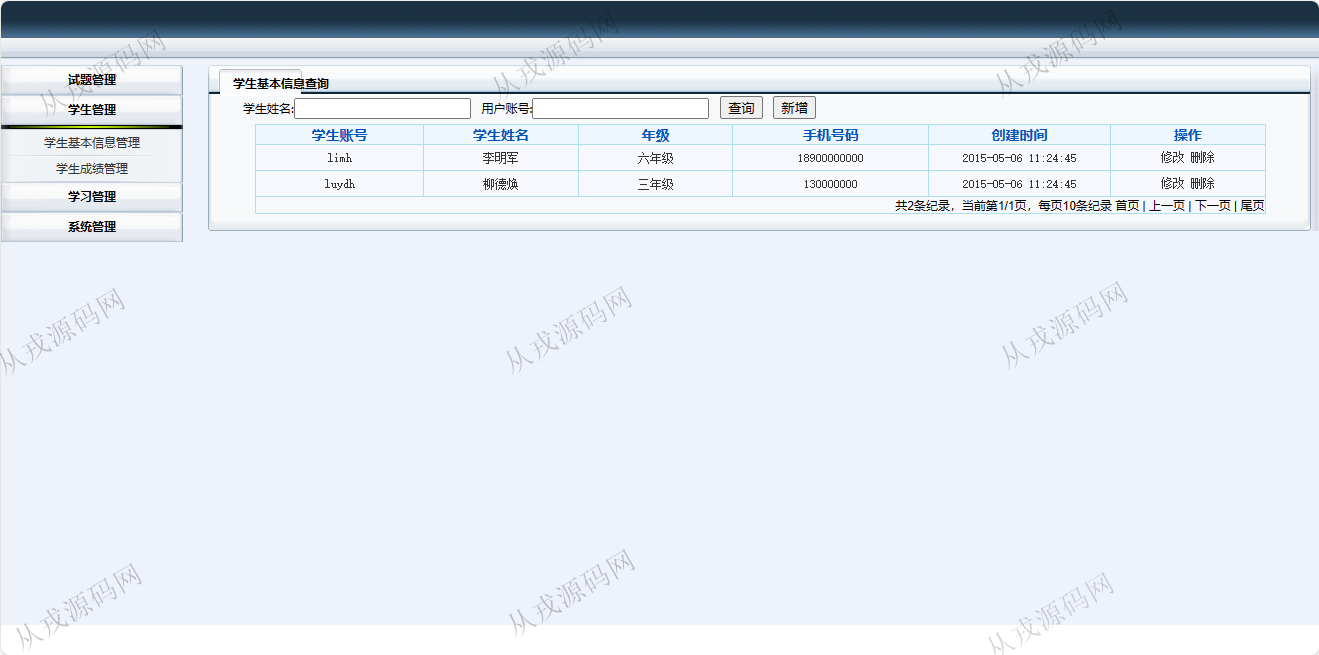 试题管理
学生管理
学生基本信息管理
学生成绩管理
学习管理
系统管理
学生基本信息查询
学生姓名: 用户账号: 查询 新增
学生账号 学生姓名 年级 手机号码 创建时间 操作
limh 李明军 六年级 18900000000 2015-05-06 11:24:45 修改 删除
luydh 柳德焕 三年级 130000000 2015-05-06 11:24:45 修改 删除
共2条纪录，当前第1/1页，每页10条纪录 首页 | 上一页 | 下一页 | 尾页
从戎源码网
从戎源码网
从戎源码网
从戎源码网
从戎源码网
从戎源码网
从戎源码网
从戎源码网
从戎源码网